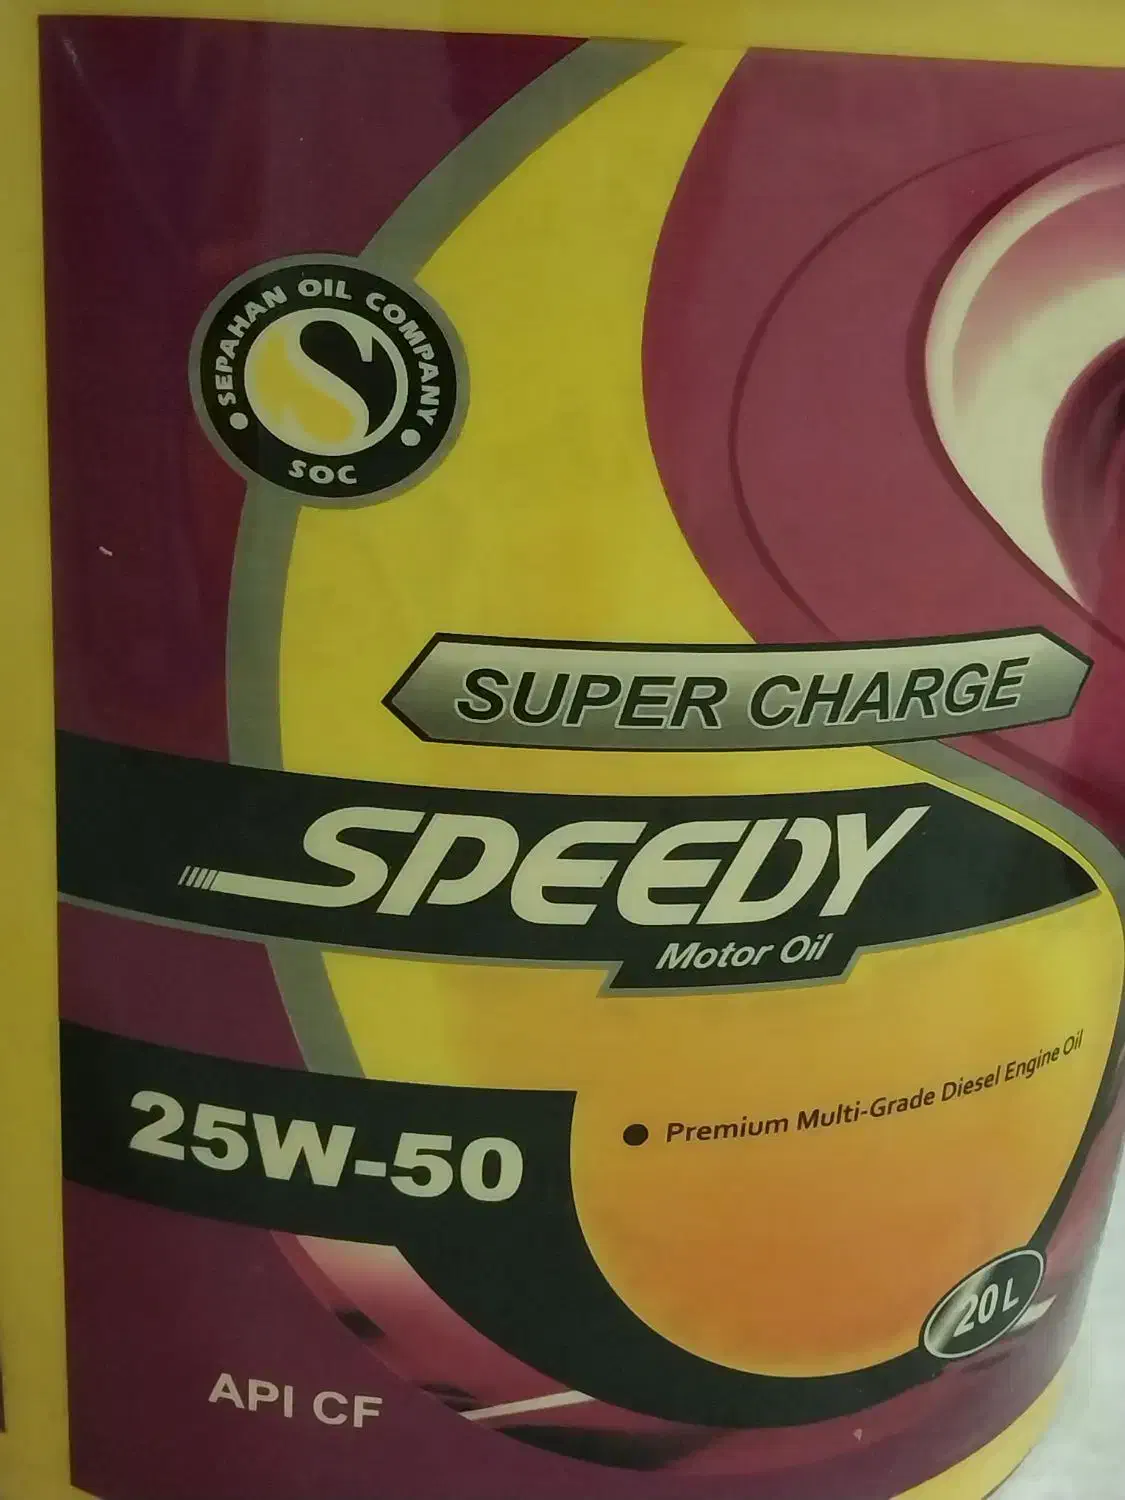 SEPAHAN OIL COMPANY
SOC
SUPER CHARGE
SPEEDY
Motor Oil
25W-50
Premium Multi-Grade Diesel Engine Oil
20 L
API CF